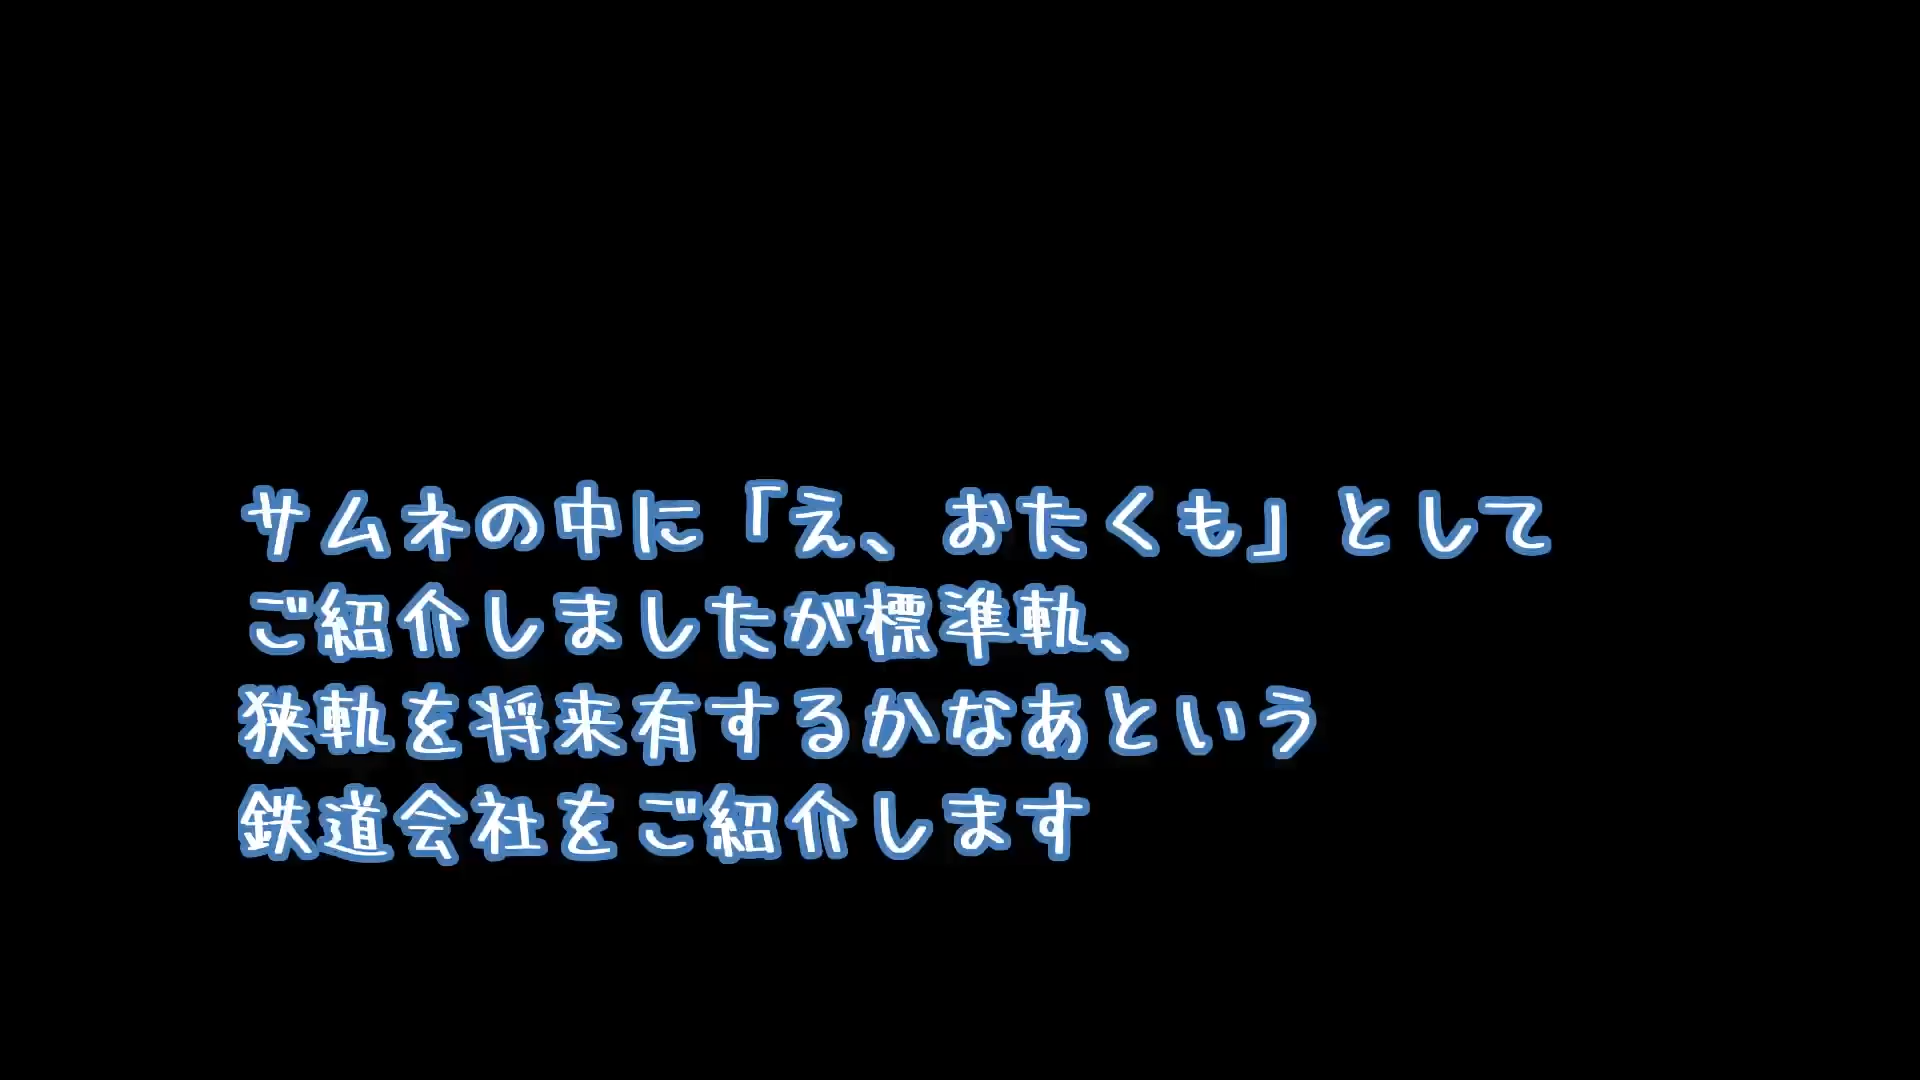 サムネの中に「え、おたくも」として
ご紹介しましたが標準軌、
狭軌を将来有するかなあという
鉄道会社をご紹介します